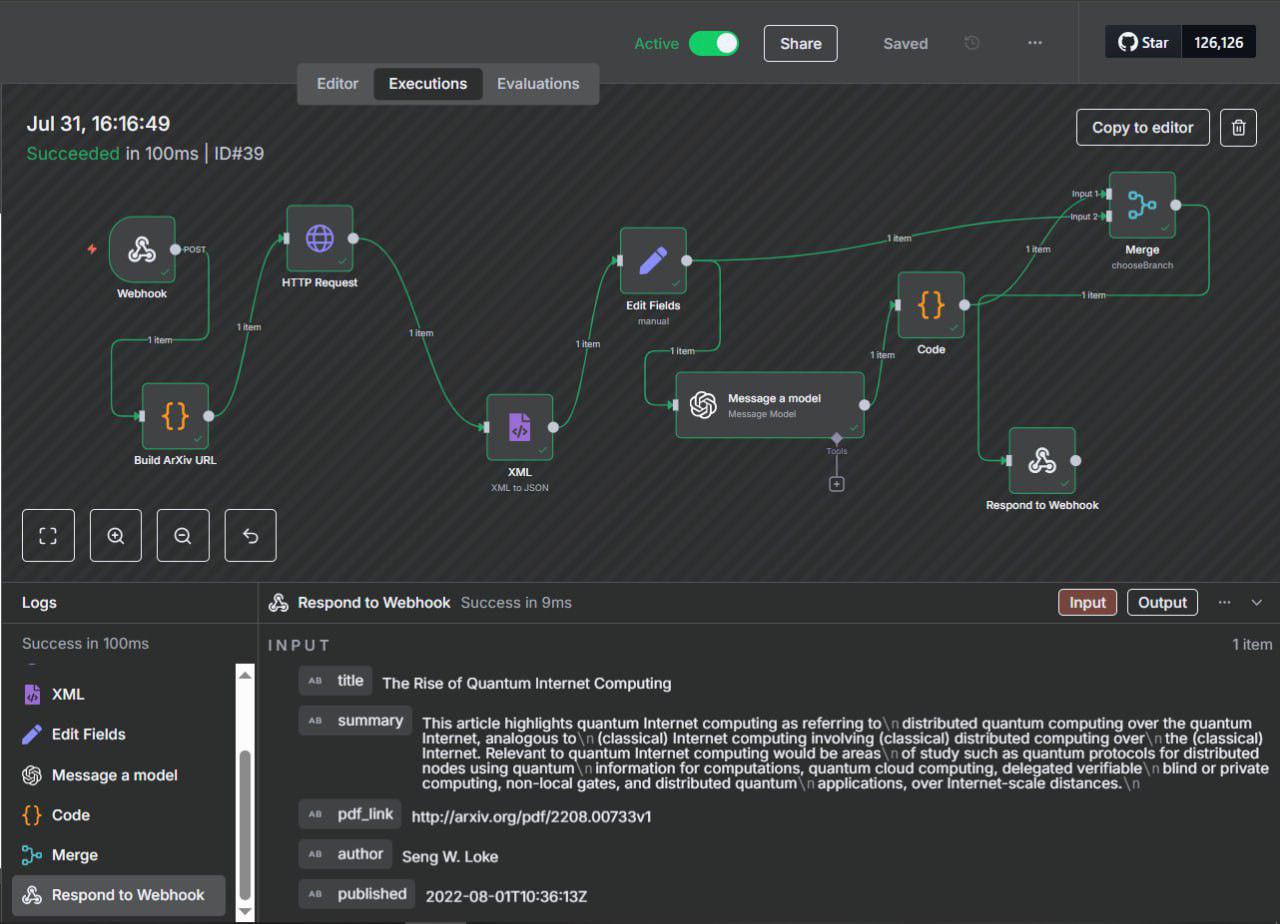 Active
Share
Saved
Star
126,126
Editor
Executions
Evaluations
Jul 31, 16:16:49
Succeeded in 100ms | ID#39
Copy to editor
Input 1
Input 2
Merge
chooseBranch
POST
Webhook
HTTP Request
Edit Fields
manual
1 item
1 item
1 item
1 item
1 item
1 item
1 item
1 item
1 item
Code
Message a model
Message Model
Tools
Build ArXiv URL
XML
XML to JSON
Respond to Webhook
Logs
Respond to Webhook Success in 9ms
Input
Output
Success in 100ms
INPUT
1 item
XML
Edit Fields
Message a model
Code
Merge
Respond to Webhook
AB title The Rise of Quantum Internet Computing
AB summary This article highlights quantum Internet computing as referring to\n distributed quantum computing over the quantum
Internet, analogous to\n (classical) Internet computing involving (classical) distributed computing over\n the (classical)
Internet. Relevant to quantum Internet computing would be areas\n of study such as quantum protocols for distributed
nodes using quantum\n information for computations, quantum cloud computing, delegated verifiable\n blind or private
computing, non-local gates, and distributed quantum\n applications, over Internet-scale distances.\n
AB pdf_link http://arxiv.org/pdf/2208.00733v1
AB author Seng W. Loke
AB published 2022-08-01T10:36:13Z